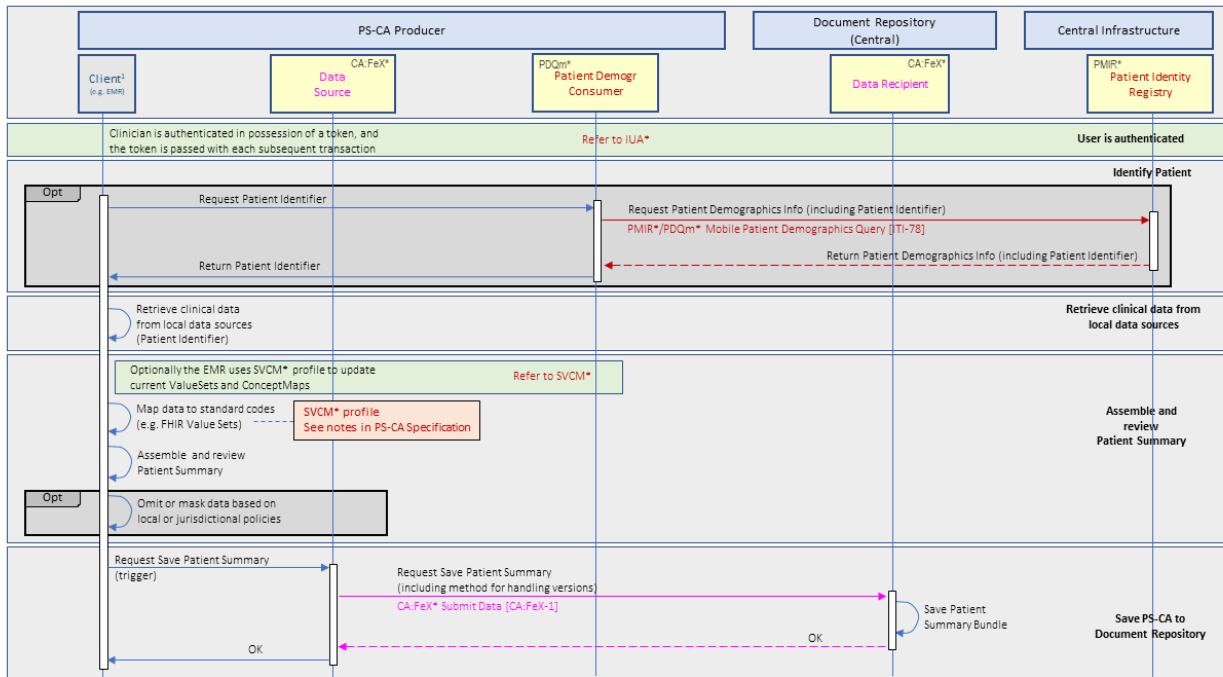 PS-CA Producer
Document Repository
(Central)
Central Infrastructure
Client¹
(e.g. EMR)
CA:FeX*
Data
Source
PDQm*
Patient Demogr
Consumer
CA:FeX*
Data Recipient
PMIR*
Patient Identity
Registry
Clinician is authenticated in possession of a token, and
the token is passed with each subsequent transaction
Refer to IUA*
User is authenticated
Identify Patient
Opt
Request Patient Identifier
Request Patient Demographics Info (including Patient Identifier)
PMIR*/PDQm* Mobile Patient Demographics Query [ITI-78]
Return Patient Demographics Info (including Patient Identifier)
Return Patient Identifier
Retrieve clinical data
from local data sources
(Patient Identifier)
Retrieve clinical data from
local data sources
Optionally the EMR uses SVCM* profile to update
current ValueSets and ConceptMaps
Refer to SVCM*
Map data to standard codes
(e.g. FHIR Value Sets)
SVCM* profile
See notes in PS-CA Specification
Assemble and
review
Patient Summary
Assemble and review
Patient Summary
Opt
Omit or mask data based on
local or jurisdictional policies
Request Save Patient Summary
(trigger)
Request Save Patient Summary
(including method for handling versions)
CA:FeX* Submit Data [CA:FeX-1]
Save Patient
Summary Bundle
Save PS-CA to
Document Repository
OK
OK